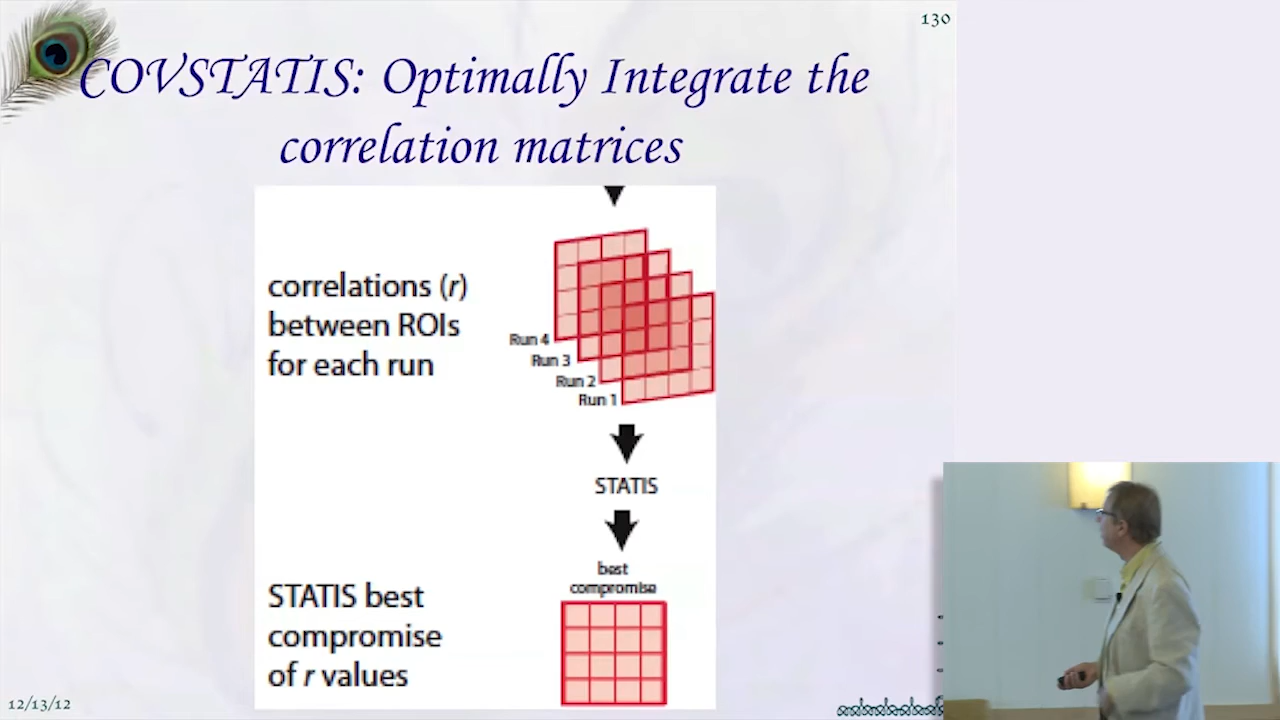 130
COVSTATIS: Optimally Integrate the
correlation matrices
correlations (r)
between ROIs
for each run
Run 4
Run 3
Run 2
Run 1
STATIS
best
compromise
STATIS best
compromise
of r values
12/13/12